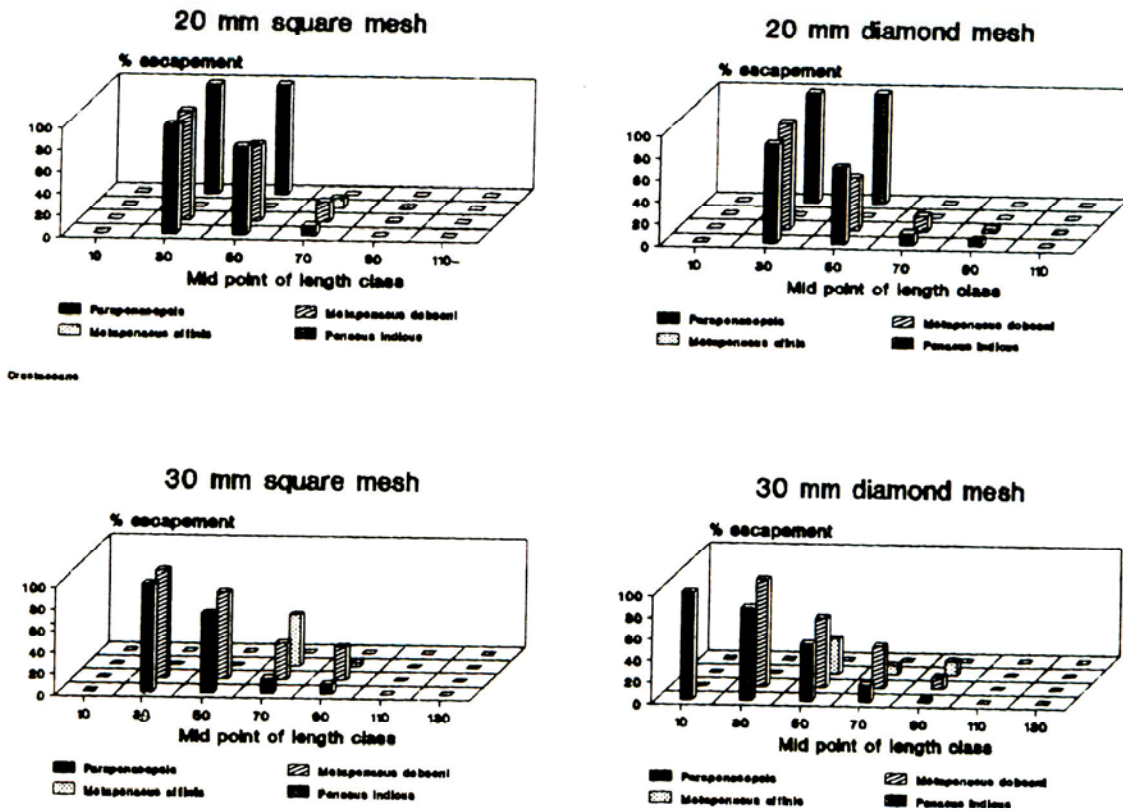 20 mm square mesh
% escapement
100
80
60
40
20
0
10 30 50 70 90 110
Mid point of length class
Parapenaeopsis
Metapenaeus dobsoni
Metapenaeus affinis
Penaeus indicus
Crustaceans
20 mm diamond mesh
% escapement
100
80
60
40
20
0
10 30 50 70 90 110
Mid point of length class
Parapenaeopsis
Metapenaeus dobsoni
Metapenaeus affinis
Penaeus indicus
30 mm square mesh
% escapement
100
80
60
40
20
0
10 30 50 70 90 110 130
Mid point of length class
Parapenaeopsis
Metapenaeus dobsoni
Metapenaeus affinis
Penaeus indicus
30 mm diamond mesh
% escapement
100
80
60
40
20
0
10 30 50 70 90 110 130
Mid point of length class
Parapenaeopsis
Metapenaeus dobsoni
Metapenaeus affinis
Penaeus indicus